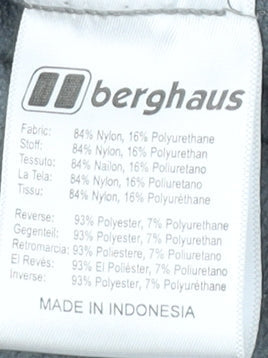 berghaus
Fabric: 84% Nylon, 16% Polyurethane
Stoff: 84% Nylon, 16% Polyurethan
Tessuto: 84% Nailon, 16% Poliuretano
La Tela: 84% Nylon, 16% Poliuretano
Tissu: 84% Nylon, 16% Polyuréthane
Reverse: 93% Polyester, 7% Polyurethane
Gegenteil: 93% Polyester, 7% Polyurethan
Retromarcia: 93% Poliestere, 7% Poliuretano
El Revés: 93% El Poliéster, 7% Poliuretano
Inverse: 93% Polyester, 7% Polyuréthane
MADE IN INDONESIA